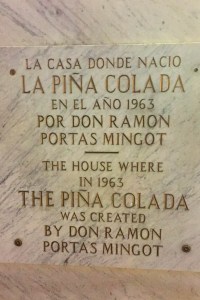 LA CASA DONDE NACIO
LA PIÑA COLADA
EN EL AÑO 1963
POR DON RAMON
PORTAS MINGOT
THE HOUSE WHERE
IN 1963
THE PIÑA COLADA
WAS CREATED
BY DON RAMON
PORTAS MINGOT